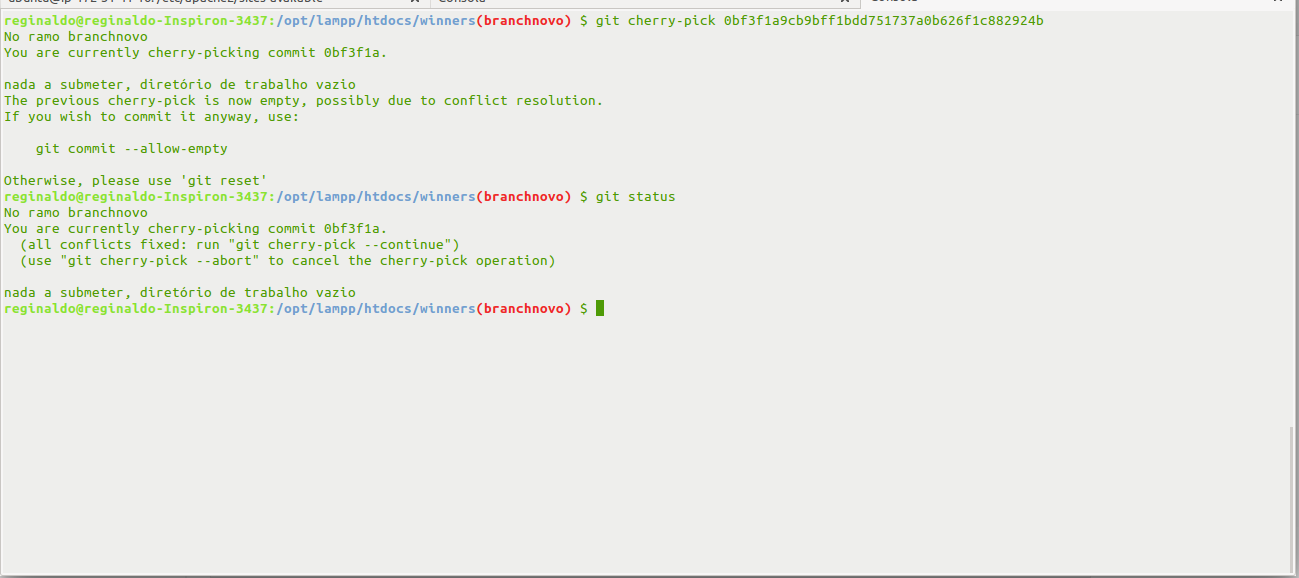 reginaldo@reginaldo-Inspiron-3437:/opt/lampp/htdocs/winners(branchnovo) $ git cherry-pick 0bf3f1a9cb9bff1bdd751737a0b626f1c882924b
No ramo branchnovo
You are currently cherry-picking commit 0bf3f1a.
nada a submeter, diretório de trabalho vazio
The previous cherry-pick is now empty, possibly due to conflict resolution.
If you wish to commit it anyway, use:
git commit --allow-empty
Otherwise, please use 'git reset'
reginaldo@reginaldo-Inspiron-3437:/opt/lampp/htdocs/winners(branchnovo) $ git status
No ramo branchnovo
You are currently cherry-picking commit 0bf3f1a.
(all conflicts fixed: run "git cherry-pick --continue")
(use "git cherry-pick --abort" to cancel the cherry-pick operation)
nada a submeter, diretório de trabalho vazio
reginaldo@reginaldo-Inspiron-3437:/opt/lampp/htdocs/winners(branchnovo) $